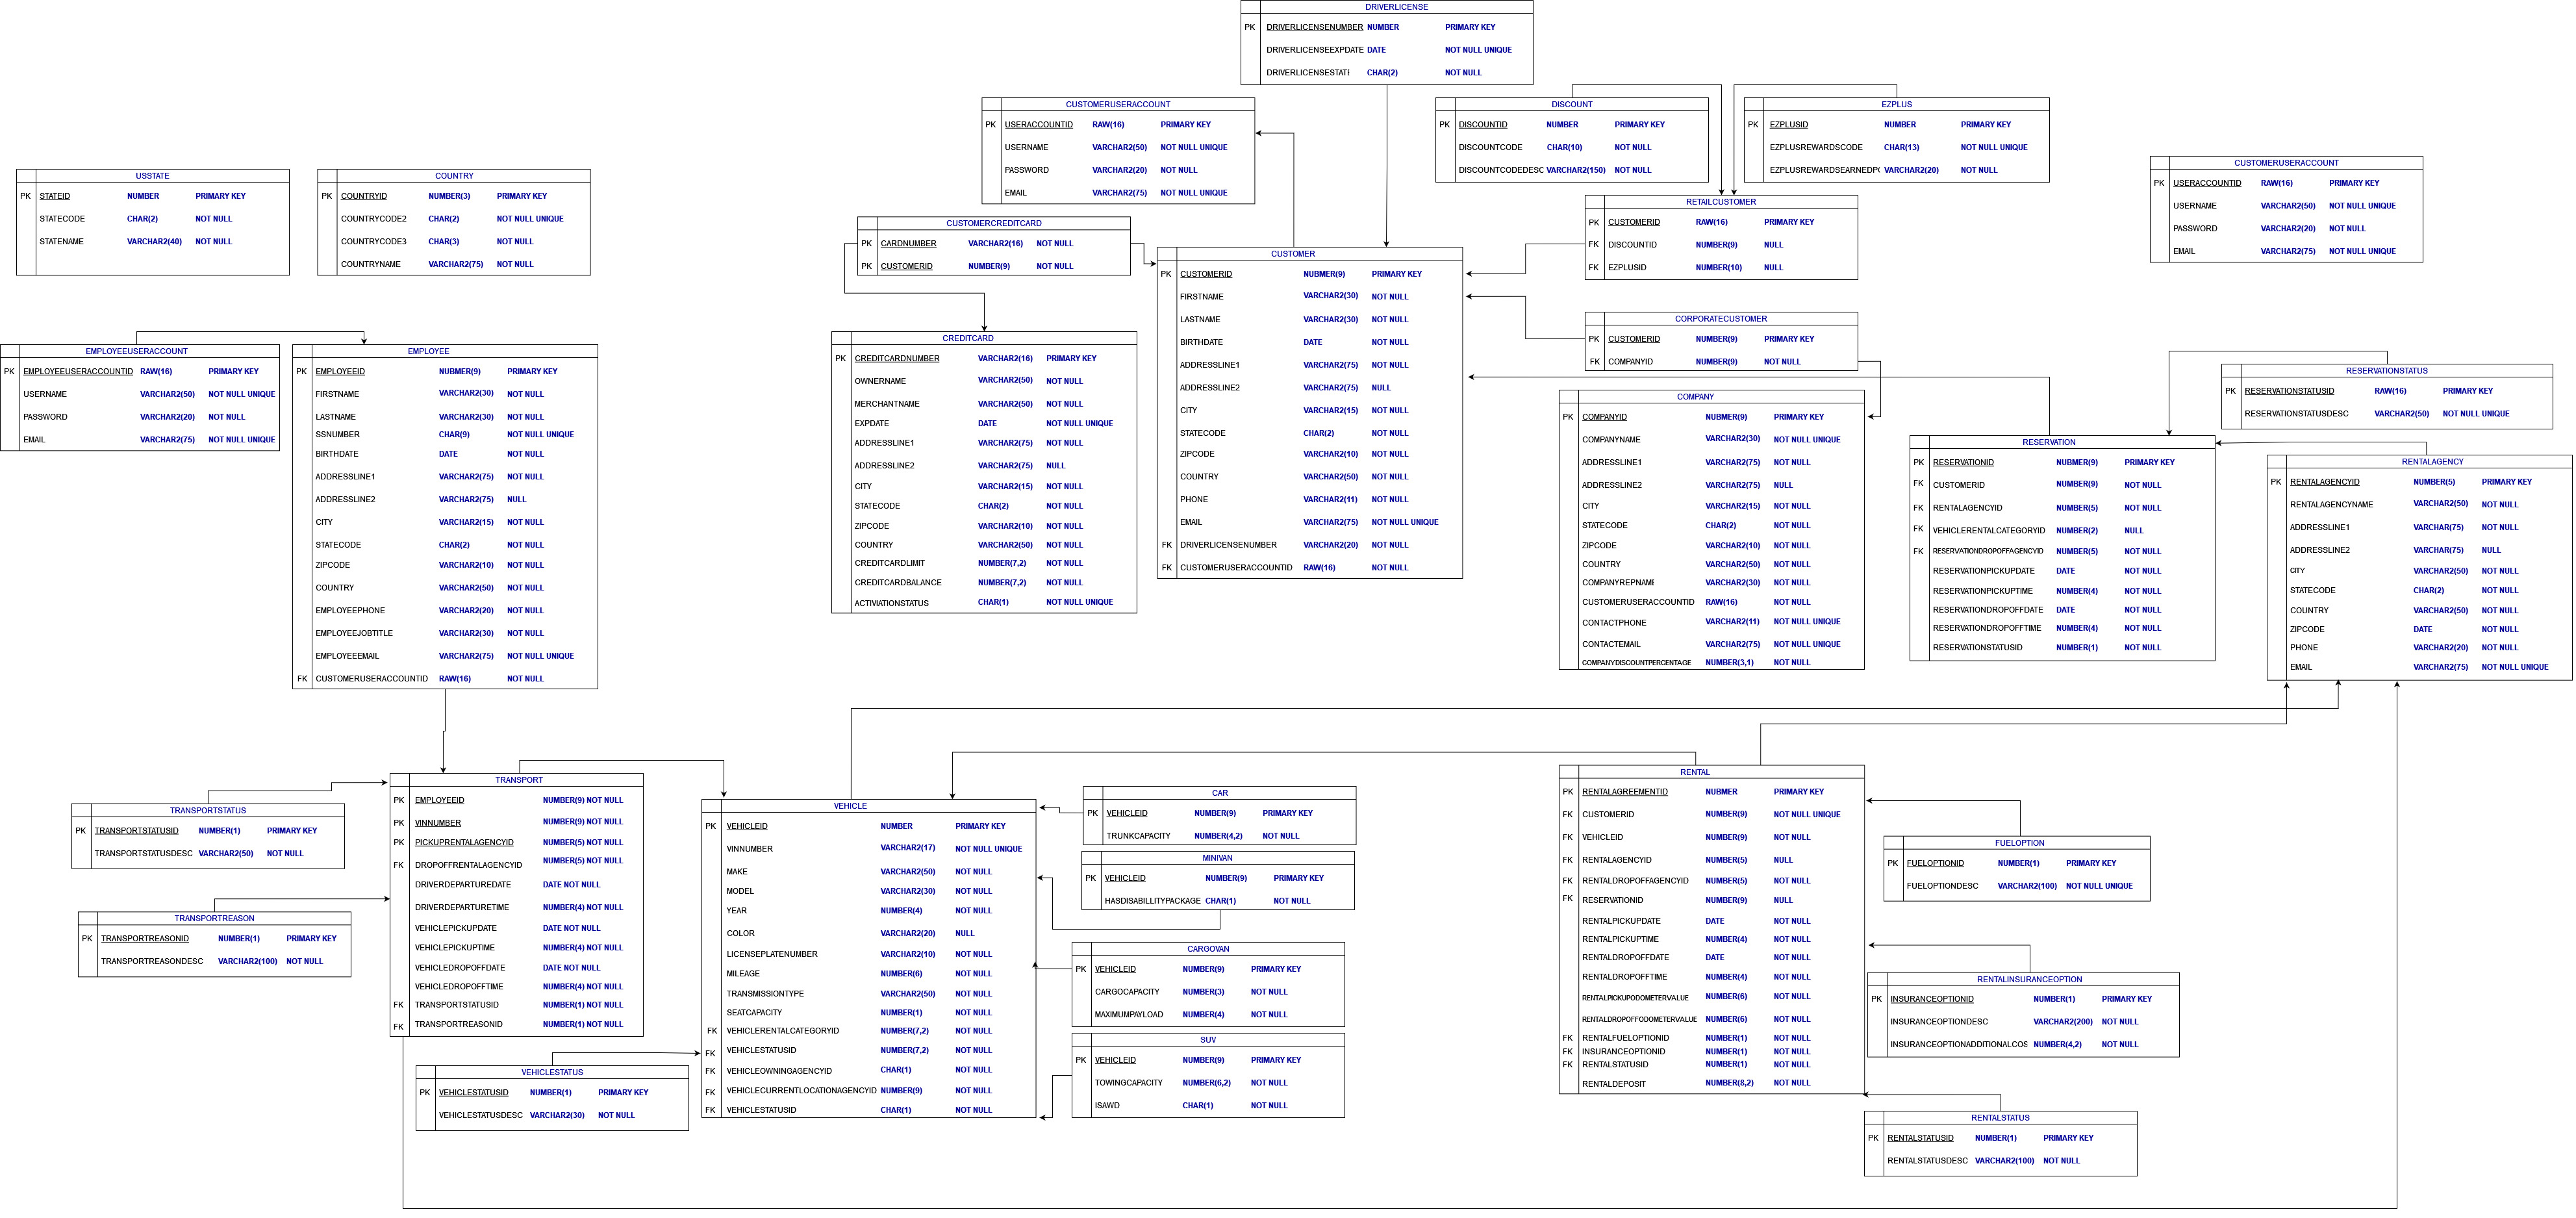 DRIVERLICENSE
PK DRIVERLICENSENUMBER NUMBER PRIMARY KEY
DRIVERLICENSEEXPDATE DATE NOT NULL UNIQUE
DRIVERLICENSESTATE CHAR(2) NOT NULL
CUSTOMERUSERACCOUNT
PK USERACCOUNTID RAW(16) PRIMARY KEY
USERNAME VARCHAR2(50) NOT NULL UNIQUE
PASSWORD VARCHAR2(20) NOT NULL
EMAIL VARCHAR2(75) NOT NULL UNIQUE
DISCOUNT
PK DISCOUNTID NUMBER PRIMARY KEY
DISCOUNTCODE CHAR(10) NOT NULL
DISCOUNTCODEDESC VARCHAR2(150) NOT NULL
EZPLUS
PK EZPLUSID NUMBER PRIMARY KEY
EZPLUSREWARDSCODE CHAR(13) NOT NULL UNIQUE
VARCHAR2(20) NOT NULL
CUSTOMERUSERACCOUNT
PK USERACCOUNTID RAW(16) PRIMARY KEY
USERNAME VARCHAR2(50) NOT NULL UNIQUE
PASSWORD VARCHAR2(20) NOT NULL
EMAIL VARCHAR2(75) NOT NULL UNIQUE
USSTATE
PK STATEID NUMBER PRIMARY KEY
STATECODE CHAR(2) NOT NULL
STATENAME VARCHAR2(40) NOT NULL
COUNTRY
PK COUNTRYID NUMBER(3) PRIMARY KEY
COUNTRYCODE2 CHAR(2) NOT NULL UNIQUE
COUNTRYCODE3 CHAR(3) NOT NULL
COUNTRYNAME VARCHAR2(75) NOT NULL
RETAILCUSTOMER
PK CUSTOMERID RAW(16) PRIMARY KEY
FK DISCOUNTID NUMBER(9) NULL
FK EZPLUSID NUMBER(10) NULL
CUSTOMERCREDITCARD
PK CARDNUMBER VARCHAR2(16) NOT NULL
PK CUSTOMERID NUMBER(9) NOT NULL
CUSTOMER
PK CUSTOMERID NUBMER(9) PRIMARY KEY
FIRSTNAME VARCHAR2(30) NOT NULL
LASTNAME VARCHAR2(30) NOT NULL
BIRTHDATE DATE NOT NULL
ADDRESSLINE1 VARCHAR2(75) NOT NULL
ADDRESSLINE2 VARCHAR2(75) NULL
CITY VARCHAR2(15) NOT NULL
STATECODE CHAR(2) NOT NULL
ZIPCODE VARCHAR2(10) NOT NULL
COUNTRY VARCHAR2(50) NOT NULL
PHONE VARCHAR2(11) NOT NULL
EMAIL VARCHAR2(75) NOT NULL UNIQUE
FK DRIVERLICENSENUMBER VARCHAR2(20) NOT NULL
FK CUSTOMERUSERACCOUNTID RAW(16) NOT NULL
CORPORATECUSTOMER
PK CUSTOMERID NUMBER(9) PRIMARY KEY
FK COMPANYID NUMBER(9) NOT NULL
EMPLOYEEUSERACCOUNT
PK EMPLOYEEUSERACCOUNTID RAW(16) PRIMARY KEY
USERNAME VARCHAR2(50) NOT NULL UNIQUE
PASSWORD VARCHAR2(20) NOT NULL
EMAIL VARCHAR2(75) NOT NULL UNIQUE
EMPLOYEE
PK EMPLOYEEID NUBMER(9) PRIMARY KEY
FIRSTNAME VARCHAR2(30) NOT NULL
LASTNAME VARCHAR2(30) NOT NULL
SSNUMBER CHAR(9) NOT NULL UNIQUE
BIRTHDATE DATE NOT NULL
ADDRESSLINE1 VARCHAR2(75) NOT NULL
ADDRESSLINE2 VARCHAR2(75) NULL
CITY VARCHAR2(15) NOT NULL
STATECODE CHAR(2) NOT NULL
ZIPCODE VARCHAR2(10) NOT NULL
COUNTRY VARCHAR2(50) NOT NULL
EMPLOYEEPHONE VARCHAR2(20) NOT NULL
EMPLOYEEJOBTITLE VARCHAR2(30) NOT NULL
EMPLOYEEEMAIL VARCHAR2(75) NOT NULL UNIQUE
FK CUSTOMERUSERACCOUNTID RAW(16) NOT NULL
CREDITCARD
PK CREDITCARDNUMBER VARCHAR2(16) PRIMARY KEY
OWNERNAME VARCHAR2(50) NOT NULL
MERCHANTNAME VARCHAR2(50) NOT NULL
EXPDATE DATE NOT NULL UNIQUE
ADDRESSLINE1 VARCHAR2(75) NOT NULL
ADDRESSLINE2 VARCHAR2(75) NULL
CITY VARCHAR2(15) NOT NULL
STATECODE CHAR(2) NOT NULL
ZIPCODE VARCHAR2(10) NOT NULL
COUNTRY VARCHAR2(50) NOT NULL
CREDITCARDLIMIT NUMBER(7,2) NOT NULL
CREDITCARDBALANCE NUMBER(7,2) NOT NULL
ACTIVIATIONSTATUS CHAR(1) NOT NULL UNIQUE
COMPANY
PK COMPANYID NUBMER(9) PRIMARY KEY
COMPANYNAME VARCHAR2(30) NOT NULL UNIQUE
ADDRESSLINE1 VARCHAR2(75) NOT NULL
ADDRESSLINE2 VARCHAR2(75) NULL
CITY VARCHAR2(15) NOT NULL
STATECODE CHAR(2) NOT NULL
ZIPCODE VARCHAR2(10) NOT NULL
COUNTRY VARCHAR2(50) NOT NULL
COMPANYREPNAME VARCHAR2(30) NOT NULL
CUSTOMERUSERACCOUNTID RAW(16) NOT NULL
CONTACTPHONE VARCHAR2(11) NOT NULL UNIQUE
CONTACTEMAIL VARCHAR2(75) NOT NULL UNIQUE
COMPANYDISCOUNTPERCENTAGE NUMBER(3,1) NOT NULL
RESERVATIONSTATUS
PK RESERVATIONSTATUSID RAW(16) PRIMARY KEY
RESERVATIONSTATUSDESC VARCHAR2(50) NOT NULL UNIQUE
RESERVATION
PK RESERVATIONID NUBMER(9) PRIMARY KEY
FK CUSTOMERID NUMBER(9) NOT NULL
FK RENTALAGENCYID NUMBER(5) NOT NULL
FK VEHICLERENTALCATEGORYID NUMBER(2) NULL
FK RESERVATIONDROPOFFAGENCYID NUMBER(5) NOT NULL
RESERVATIONPICKUPDATE DATE NOT NULL
RESERVATIONPICKUPTIME NUMBER(4) NOT NULL
RESERVATIONDROPOFFDATE DATE NOT NULL
RESERVATIONDROPOFFTIME NUMBER(4) NOT NULL
RESERVATIONSTATUSID NUMBER(1) NOT NULL
RENTALAGENCY
PK RENTALAGENCYID NUMBER(5) PRIMARY KEY
RENTALAGENCYNAME VARCHAR2(50) NOT NULL
ADDRESSLINE1 VARCHAR(75) NOT NULL
ADDRESSLINE2 VARCHAR(75) NULL
CITY VARCHAR2(50) NOT NULL
STATECODE CHAR(2) NOT NULL
COUNTRY VARCHAR2(50) NOT NULL
ZIPCODE DATE NOT NULL
PHONE VARCHAR2(20) NOT NULL
EMAIL VARCHAR2(75) NOT NULL UNIQUE
TRANSPORT
PK EMPLOYEEID NUMBER(9) NOT NULL
PK VINNUMBER NUMBER(9) NOT NULL
PK PICKUPRENTALAGENCYID NUMBER(5) NOT NULL
FK DROPOFFRENTALAGENCYID NUMBER(5) NOT NULL
DRIVERDEPARTUREDATE DATE NOT NULL
DRIVERDEPARTURETIME NUMBER(4) NOT NULL
VEHICLEPICKUPDATE DATE NOT NULL
VEHICLEPICKUPTIME NUMBER(4) NOT NULL
VEHICLEDROPOFFDATE DATE NOT NULL
VEHICLEDROPOFFTIME NUMBER(4) NOT NULL
FK TRANSPORTSTATUSID NUMBER(1) NOT NULL
FK TRANSPORTREASONID NUMBER(1) NOT NULL
TRANSPORTSTATUS
PK TRANSPORTSTATUSID NUMBER(1) PRIMARY KEY
TRANSPORTSTATUSDESC VARCHAR2(50) NOT NULL
TRANSPORTREASON
PK TRANSPORTREASONID NUMBER(1) PRIMARY KEY
TRANSPORTREASONDESC VARCHAR2(100) NOT NULL
VEHICLESTATUS
PK VEHICLESTATUSID NUMBER(1) PRIMARY KEY
VEHICLESTATUSDESC VARCHAR2(30) NOT NULL
VEHICLE
PK VEHICLEID NUMBER PRIMARY KEY
VINNUMBER VARCHAR2(17) NOT NULL UNIQUE
MAKE VARCHAR2(50) NOT NULL
MODEL VARCHAR2(30) NOT NULL
YEAR NUMBER(4) NOT NULL
COLOR VARCHAR2(20) NULL
LICENSEPLATENUMBER VARCHAR2(10) NOT NULL
MILEAGE NUMBER(6) NOT NULL
TRANSMISSIONTYPE VARCHAR2(50) NOT NULL
SEATCAPACITY NUMBER(1) NOT NULL
FK VEHICLERENTALCATEGORYID NUMBER(7,2) NOT NULL
FK VEHICLESTATUSID NUMBER(7,2) NOT NULL
FK VEHICLEOWNINGAGENCYID CHAR(1) NOT NULL
FK VEHICLECURRENTLOCATIONAGENCYID NUMBER(9) NOT NULL
FK VEHICLESTATUSID CHAR(1) NOT NULL
CAR
PK VEHICLEID NUMBER(9) PRIMARY KEY
TRUNKCAPACITY NUMBER(4,2) NOT NULL
MINIVAN
PK VEHICLEID NUMBER(9) PRIMARY KEY
HASDISABILLITYPACKAGE CHAR(1) NOT NULL
CARGOVAN
PK VEHICLEID NUMBER(9) PRIMARY KEY
CARGOCAPACITY NUMBER(3) NOT NULL
MAXIMUMPAYLOAD NUMBER(4) NOT NULL
SUV
PK VEHICLEID NUMBER(9) PRIMARY KEY
TOWINGCAPACITY NUMBER(6,2) NOT NULL
ISAWD CHAR(1) NOT NULL
RENTAL
PK RENTALAGREEMENTID NUBMER PRIMARY KEY
FK CUSTOMERID NUMBER(9) NOT NULL UNIQUE
FK VEHICLEID NUMBER(9) NOT NULL
FK RENTALAGENCYID NUMBER(5) NULL
FK RENTALDROPOFFAGENCYID NUMBER(5) NOT NULL
FK RESERVATIONID NUMBER(9) NULL
RENTALPICKUPDATE DATE NOT NULL
RENTALPICKUPTIME NUMBER(4) NOT NULL
RENTALDROPOFFDATE DATE NOT NULL
RENTALDROPOFFTIME NUMBER(4) NOT NULL
RENTALPICKUPODOMETERVALUE NUMBER(6) NOT NULL
RENTALDROPOFFODOMETERVALUE NUMBER(6) NOT NULL
FK RENTALFUELOPTIONID NUMBER(1) NOT NULL
FK INSURANCEOPTIONID NUMBER(1) NOT NULL
FK RENTALSTATUSID NUMBER(1) NOT NULL
RENTALDEPOSIT NUMBER(8,2) NOT NULL
FUELOPTION
PK FUELOPTIONID NUMBER(1) PRIMARY KEY
FUELOPTIONDESC VARCHAR2(100) NOT NULL UNIQUE
RENTALINSURANCEOPTION
PK INSURANCEOPTIONID NUMBER(1) PRIMARY KEY
INSURANCEOPTIONDESC VARCHAR2(200) NOT NULL
INSURANCEOPTIONADDITIONALCOS NUMBER(4,2) NOT NULL
RENTALSTATUS
PK RENTALSTATUSID NUMBER(1) PRIMARY KEY
RENTALSTATUSDESC VARCHAR2(100) NOT NULL